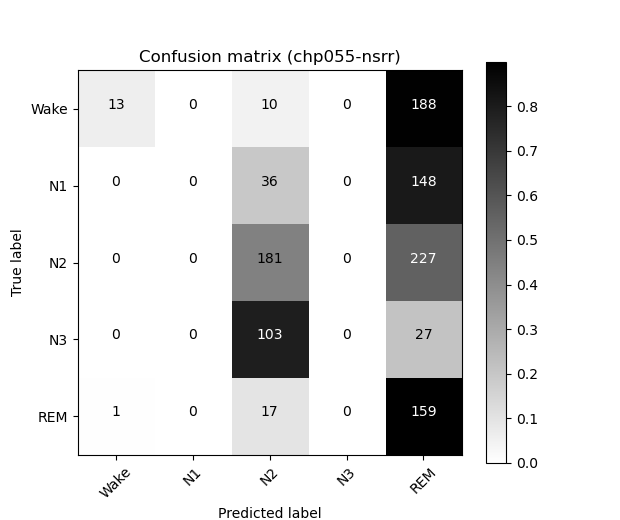 Confusion matrix (chp055-nsrr)
Wake 13 0 10 0 188
N1 0 0 36 0 148
N2 0 0 181 0 227
N3 0 0 103 0 27
REM 1 0 17 0 159
Wake N1 N2 N3 REM
Predicted label
True label
0.8
0.7
0.6
0.5
0.4
0.3
0.2
0.1
0.0